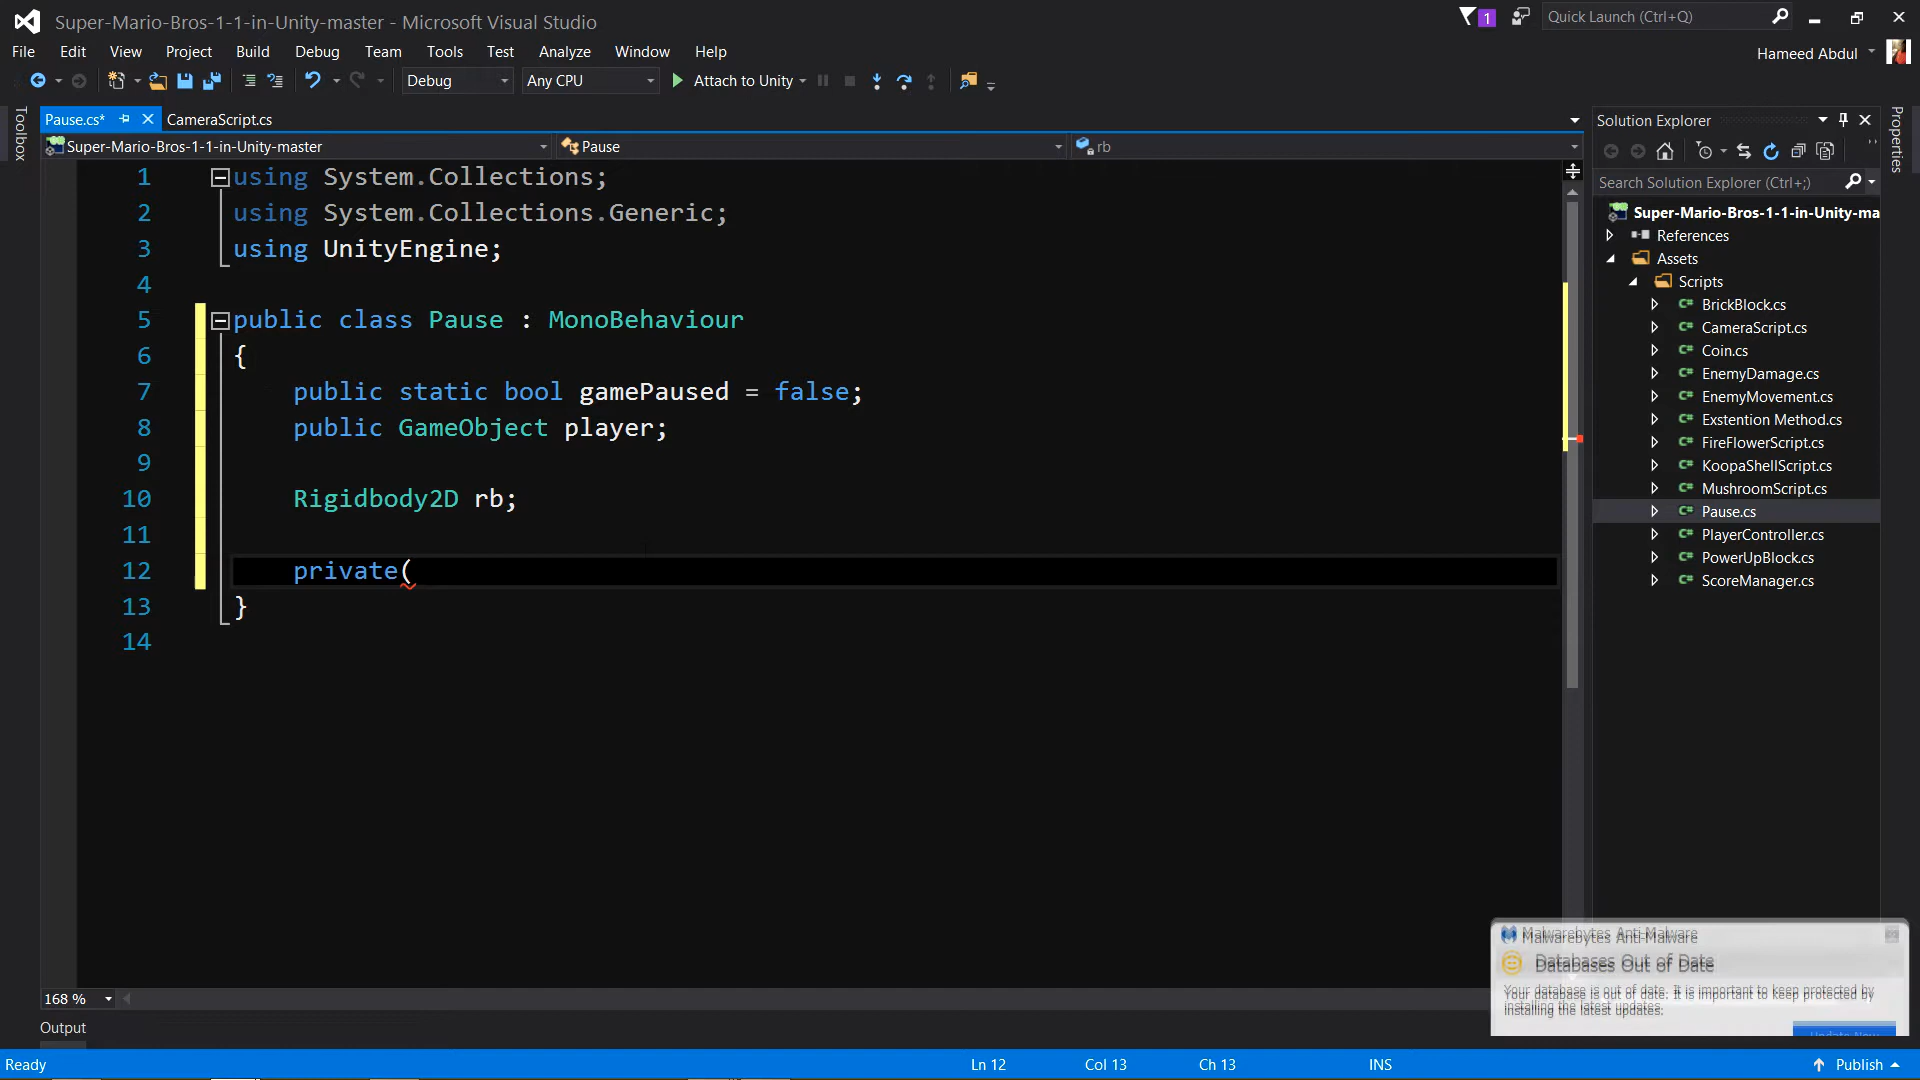 Super-Mario-Bros-1-1-in-Unity-master - Microsoft Visual Studio
1
Quick Launch (Ctrl+Q)
File Edit View Project Build Debug Team Tools Test Analyze Window Help
Hameed Abdul
Debug
Any CPU
Attach to Unity
Toolbox
Pause.cs*
CameraScript.cs
Super-Mario-Bros-1-1-in-Unity-master
Pause
rb
1 using System.Collections;
2 using System.Collections.Generic;
3 using UnityEngine;
4
5 public class Pause : MonoBehaviour
6 {
7 public static bool gamePaused = false;
8 public GameObject player;
9
10 Rigidbody2D rb;
11
12 private(
13 }
14
168 %
Output
Solution Explorer
Properties
Search Solution Explorer (Ctrl+;)
Super-Mario-Bros-1-1-in-Unity-ma
References
Assets
Scripts
BrickBlock.cs
CameraScript.cs
Coin.cs
EnemyDamage.cs
EnemyMovement.cs
Exstention Method.cs
FireFlowerScript.cs
KoopaShellScript.cs
MushroomScript.cs
Pause.cs
PlayerController.cs
PowerUpBlock.cs
ScoreManager.cs
Malwarebytes Anti-Malware
Databases Out of Date
Your database is out of date. It is important to keep protected by
installing the latest updates.
Update Now
Ready
Ln 12
Col 13
Ch 13
INS
Publish